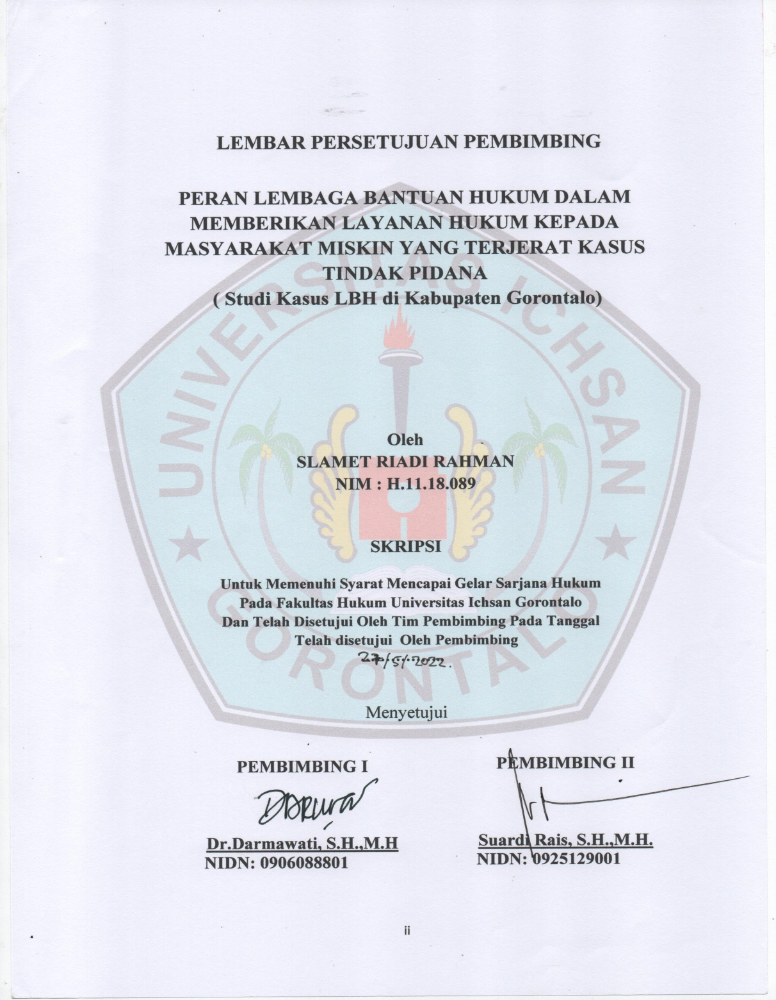 LEMBAR PERSETUJUAN PEMBIMBING
PERAN LEMBAGA BANTUAN HUKUM DALAM
MEMBERIKAN LAYANAN HUKUM KEPADA
MASYARAKAT MISKIN YANG TERJERAT KASUS
TINDAK PIDANA
( Studi Kasus LBH di Kabupaten Gorontalo)
UNIVERSITAS ICHSAN
GORONTALO
Oleh
SLAMET RIADI RAHMAN
NIM : H.11.18.089
SKRIPSI
Untuk Memenuhi Syarat Mencapai Gelar Sarjana Hukum
Pada Fakultas Hukum Universitas Ichsan Gorontalo
Dan Telah Disetujui Oleh Tim Pembimbing Pada Tanggal
Telah disetujui  Oleh Pembimbing
27/5/2022.
Menyetujui
PEMBIMBING I
Dr.Darmawati, S.H.,M.H
NIDN: 0906088801
PEMBIMBING II
Suardi Rais, S.H.,M.H.
NIDN: 0925129001
ii